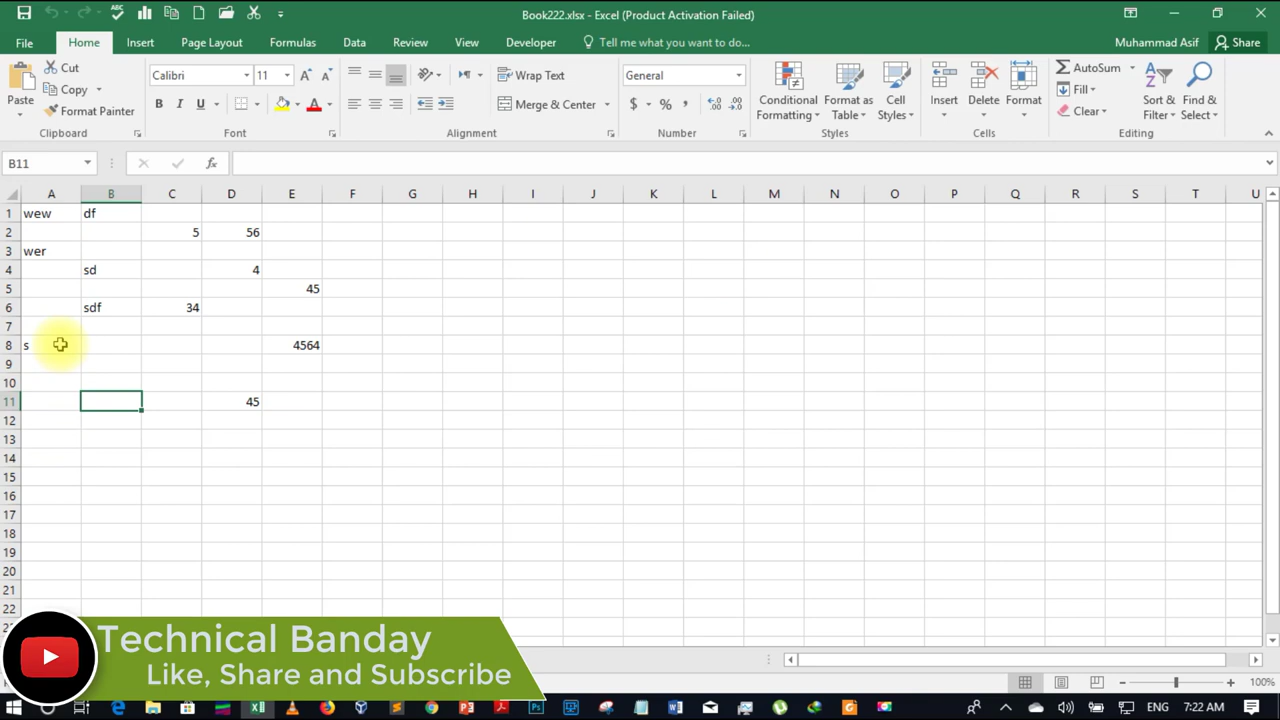 Book222.xlsx - Excel (Product Activation Failed)
File Home Insert Page Layout Formulas Data Review View Developer Tell me what you want to do... Muhammad Asif Share
Paste
Cut
Copy
Format Painter
Clipboard
Calibri 11
B I U A
Font
Wrap Text
Merge & Center
Alignment
General
$ % ,
Number
Conditional Formatting
Format as Table
Cell Styles
Styles
Insert
Delete
Format
Cells
AutoSum
Fill
Clear
Sort & Filter
Find & Select
Editing
B11 fx
A B C D E F G H I J K L M N O P Q R S T U
1 wew df
2 5 56
3 wer
4 sd 4
5 45
6 sdf 34
7
8 s 4564
9
10
11 45
12
13
14
15
16
17
18
19
20
21
22
Technical Banday
Like, Share and Subscribe
100%
ENG 7:22 AM